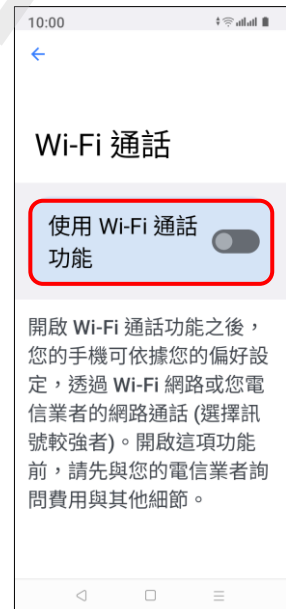 10:00
Wi-Fi 通話
使用 Wi-Fi 通話
功能
開啟 Wi-Fi 通話功能之後，
您的手機可依據您的偏好設
定，透過 Wi-Fi 網路或您電
信業者的網路通話 (選擇訊
號較強者)。開啟這項功能
前，請先與您的電信業者詢
問費用與其他細節。